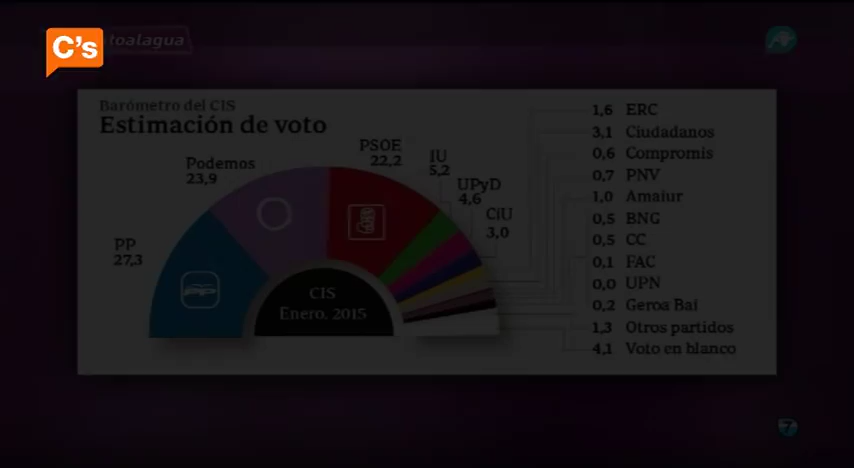 C's
toalagua
Barómetro del CIS
Estimación de voto
PP
27,3
Podemos
23,9
PSOE
22,2
IU
5,2
UPyD
4,6
CiU
3,0
CIS
Enero. 2015
1,6 ERC
3,1 Ciudadanos
0,6 Compromis
0,7 PNV
1,0 Amaiur
0,5 BNG
0,5 CC
0,1 FAC
0,0 UPN
0,2 Geroa Bai
1,3 Otros partidos
4,1 Voto en blanco
7